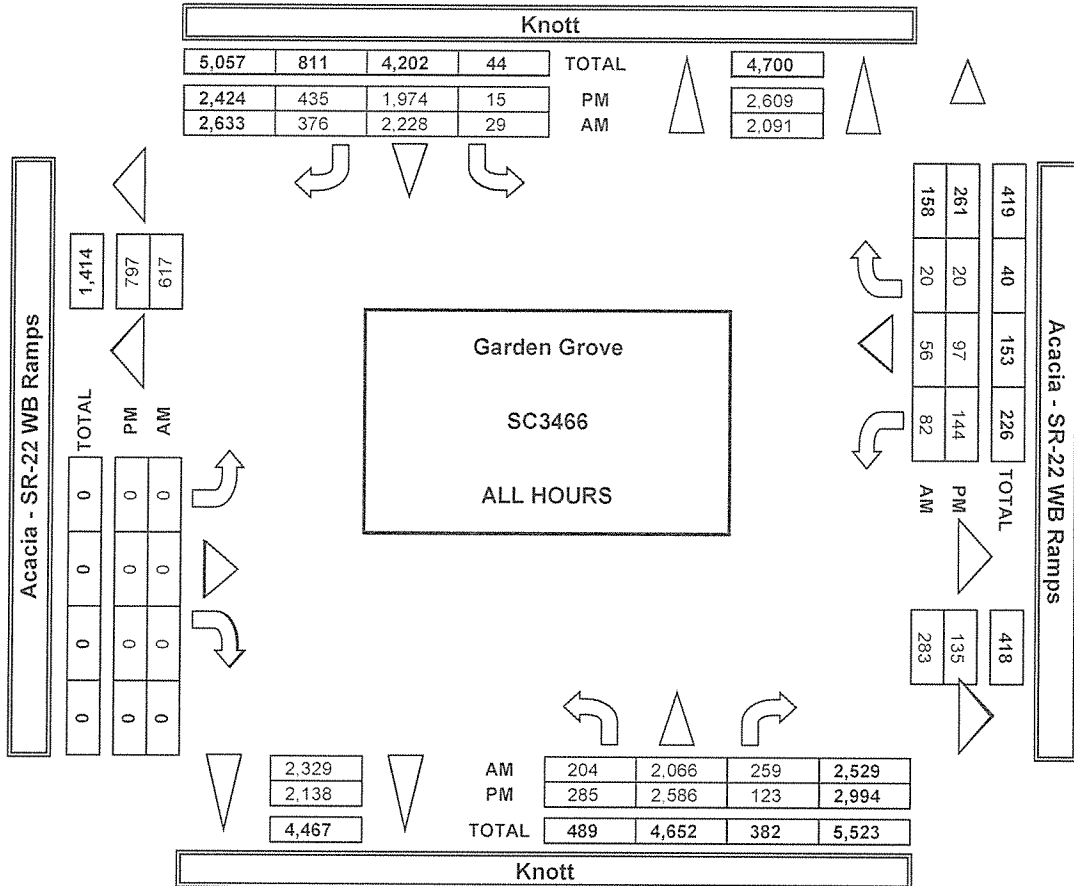 Knott
5,057 811 4,202 44 TOTAL 4,700
2,424 435 1,974 15 PM 2,609
2,633 376 2,228 29 AM 2,091
Acacia - SR-22 WB Ramps
1,414 797 617
TOTAL PM AM
0 0 0
0 0 0
0 0 0
0 0 0
Garden Grove
SC3466
ALL HOURS
158 261 419
20 20 40
56 97 153
82 144 226
AM PM TOTAL
283 135 418
Acacia - SR-22 WB Ramps
2,329 AM 204 2,066 259 2,529
2,138 PM 285 2,586 123 2,994
4,467 TOTAL 489 4,652 382 5,523
Knott